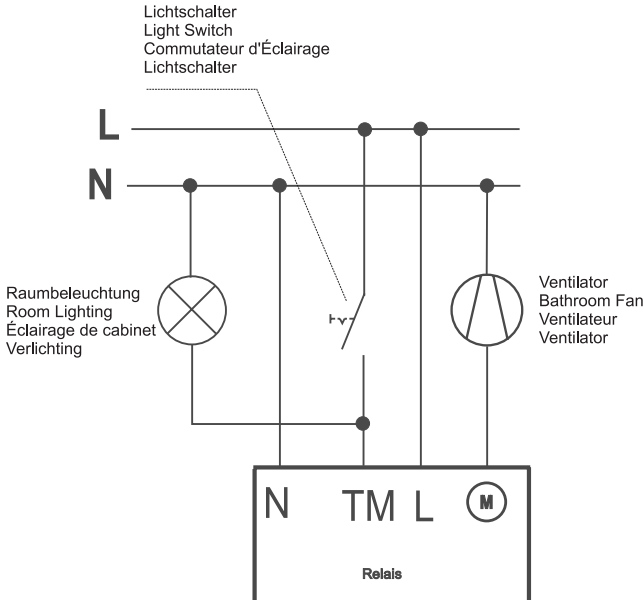 Lichtschalter
Light Switch
Commutateur d'Éclairage
Lichtschalter
L
N
Raumbeleuchtung
Room Lighting
Éclairage de cabinet
Verlichting
Ventilator
Bathroom Fan
Ventilateur
Ventilator
N TM L M
Relais